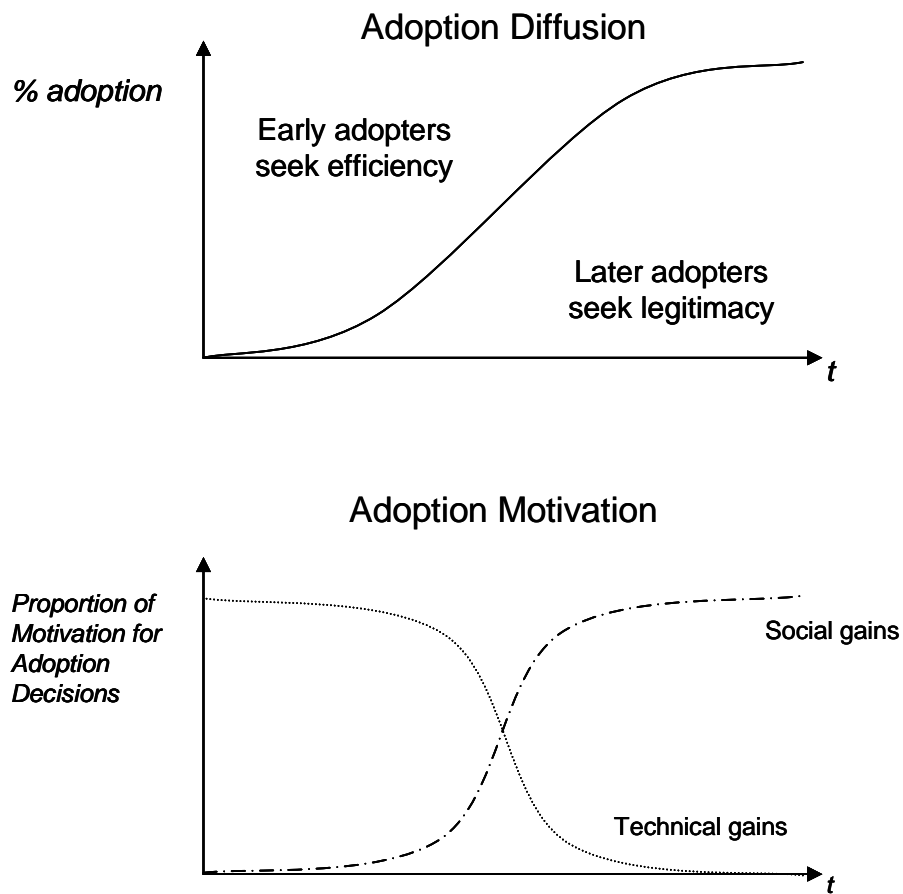 Adoption Diffusion
% adoption
Early adopters
seek efficiency
Later adopters
seek legitimacy
t
Adoption Motivation
Proportion of
Motivation for
Adoption
Decisions
Social gains
Technical gains
t